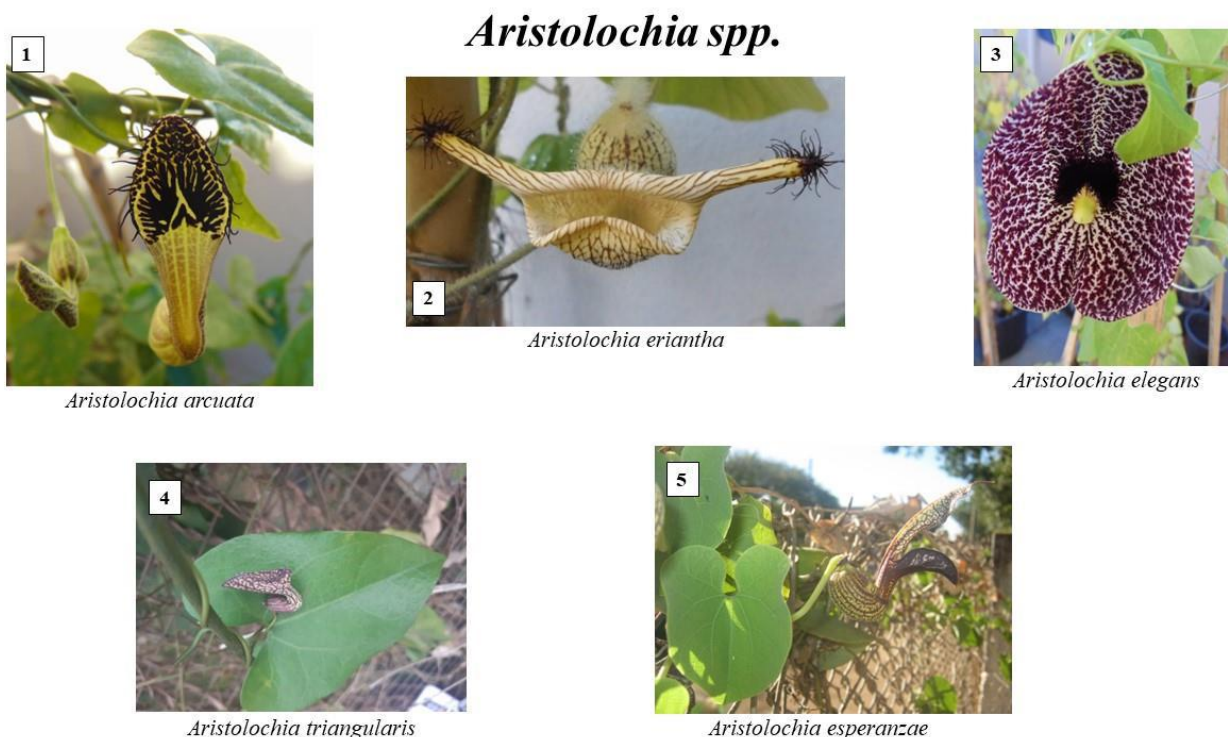 Aristolochia spp.
1
Aristolochia arcuata
2
Aristolochia eriantha
3
Aristolochia elegans
4
Aristolochia triangularis
5
Aristolochia esperanzae